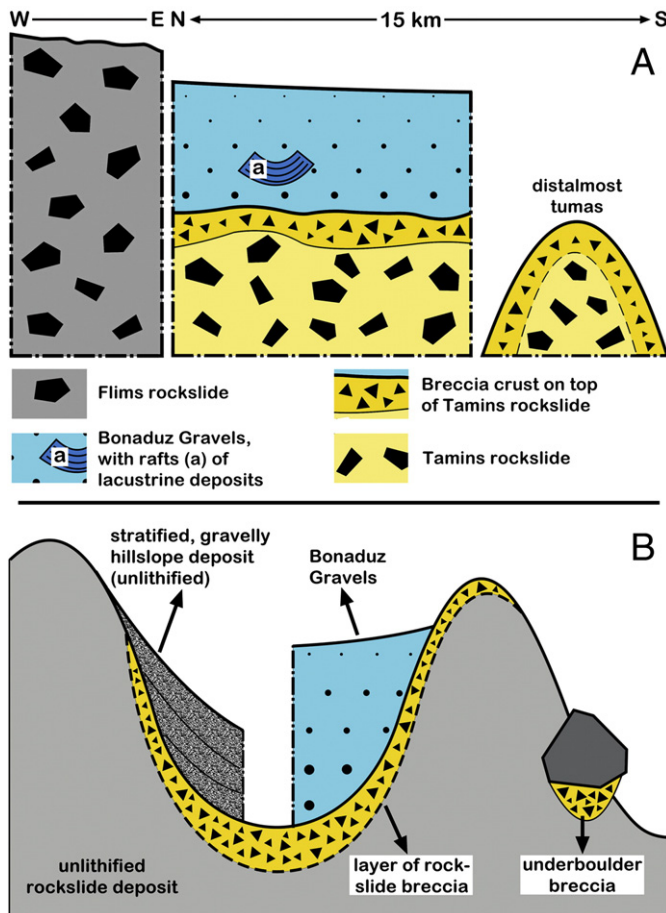 W E N 15 km S
A
a
distalmost
tumas
Flims rockslide
Breccia crust on top
of Tamins rockslide
a
Bonaduz Gravels,
with rafts (a) of
lacustrine deposits
Tamins rockslide
B
stratified, gravelly
hillslope deposit
(unlithified)
Bonaduz
Gravels
unlithified
rockslide deposit
layer of rock-
slide breccia
underboulder
breccia